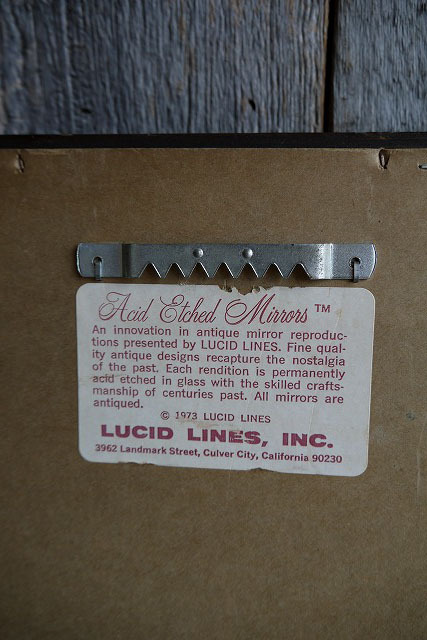 Acid Etched Mirrors ™
An innovation in antique mirror reproduc-
tions presented by LUCID LINES. Fine qual-
ity antique designs recapture the nostalgia
of the past. Each rendition is permanently
acid etched in glass with the skilled crafts-
manship of centuries past. All mirrors are
antiqued.
© 1973 LUCID LINES
LUCID LINES, INC.
3962 Landmark Street, Culver City, California 90230